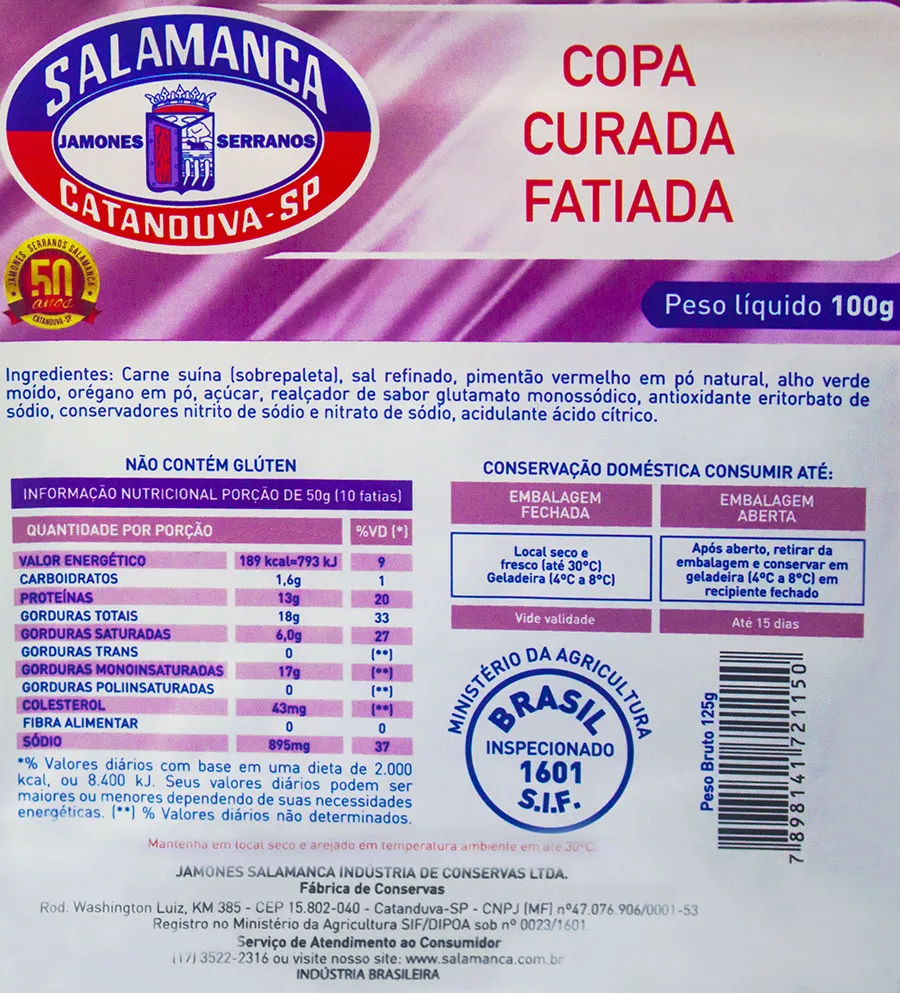 SALAMANCA
JAMONES SERRANOS
CATANDUVA-SP
COPA
CURADA
FATIADA
JAMONES SERRANOS SALAMANCA
50
anos
CATANDUVA-SP
Peso líquido 100g
Ingredientes: Carne suína (sobrepaleta), sal refinado, pimentão vermelho em pó natural, alho verde
moído, orégano em pó, açúcar, realçador de sabor glutamato monossódico, antioxidante eritorbato de
sódio, conservadores nitrito de sódio e nitrato de sódio, acidulante ácido cítrico.
NÃO CONTÉM GLÚTEN
INFORMAÇÃO NUTRICIONAL PORÇÃO DE 50g (10 fatias)
QUANTIDADE POR PORÇÃO %VD (*)
VALOR ENERGÉTICO 189 kcal=793 kJ 9
CARBOIDRATOS 1,6g 1
PROTEÍNAS 13g 20
GORDURAS TOTAIS 18g 33
GORDURAS SATURADAS 6,0g 27
GORDURAS TRANS 0 (**)
GORDURAS MONOINSATURADAS 17g (**)
GORDURAS POLIINSATURADAS 0 (**)
COLESTEROL 43mg (**)
FIBRA ALIMENTAR 0 0
SÓDIO 895mg 37
*% Valores diários com base em uma dieta de 2.000
kcal, ou 8.400 kJ. Seus valores diários podem ser
maiores ou menores dependendo de suas necessidades
energéticas. (**) % Valores diários não determinados.
CONSERVAÇÃO DOMÉSTICA CONSUMIR ATÉ:
EMBALAGEM
FECHADA
EMBALAGEM
ABERTA
Local seco e
fresco (até 30ºC)
Geladeira (4ºC a 8ºC)
Após aberto, retirar da
embalagem e conservar em
geladeira (4ºC a 8ºC) em
recipiente fechado
Vide validade
Até 15 dias
MINISTÉRIO DA AGRICULTURA
BRASIL
INSPECIONADO
1601
S.I.F.
Peso Bruto 125g
7898141721150
Mantenha em local seco e arejado em temperatura ambiente em até 30ºC.
JAMONES SALAMANCA INDÚSTRIA DE CONSERVAS LTDA.
Fábrica de Conservas
Rod. Washington Luiz, KM 385 - CEP 15.802-040 - Catanduva-SP - CNPJ (MF) nº47.076.906/0001-53
Registro no Ministério da Agricultura SIF/DIPOA sob nº 0023/1601
Serviço de Atendimento ao Consumidor
(17) 3522-2316 ou visite nosso site: www.salamanca.com.br
INDÚSTRIA BRASILEIRA